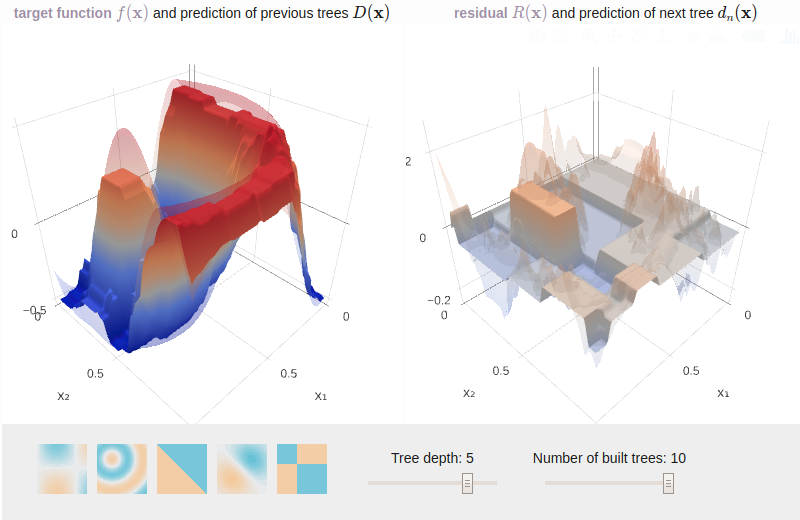 target function f(x) and prediction of previous trees D(x)
residual R(x) and prediction of next tree dₙ(x)
0
−0.5
0
0.5
x₂
0
0.5
x₁
2
0
−0.2
0
0.5
x₂
0
0.5
x₁
Tree depth: 5
Number of built trees: 10